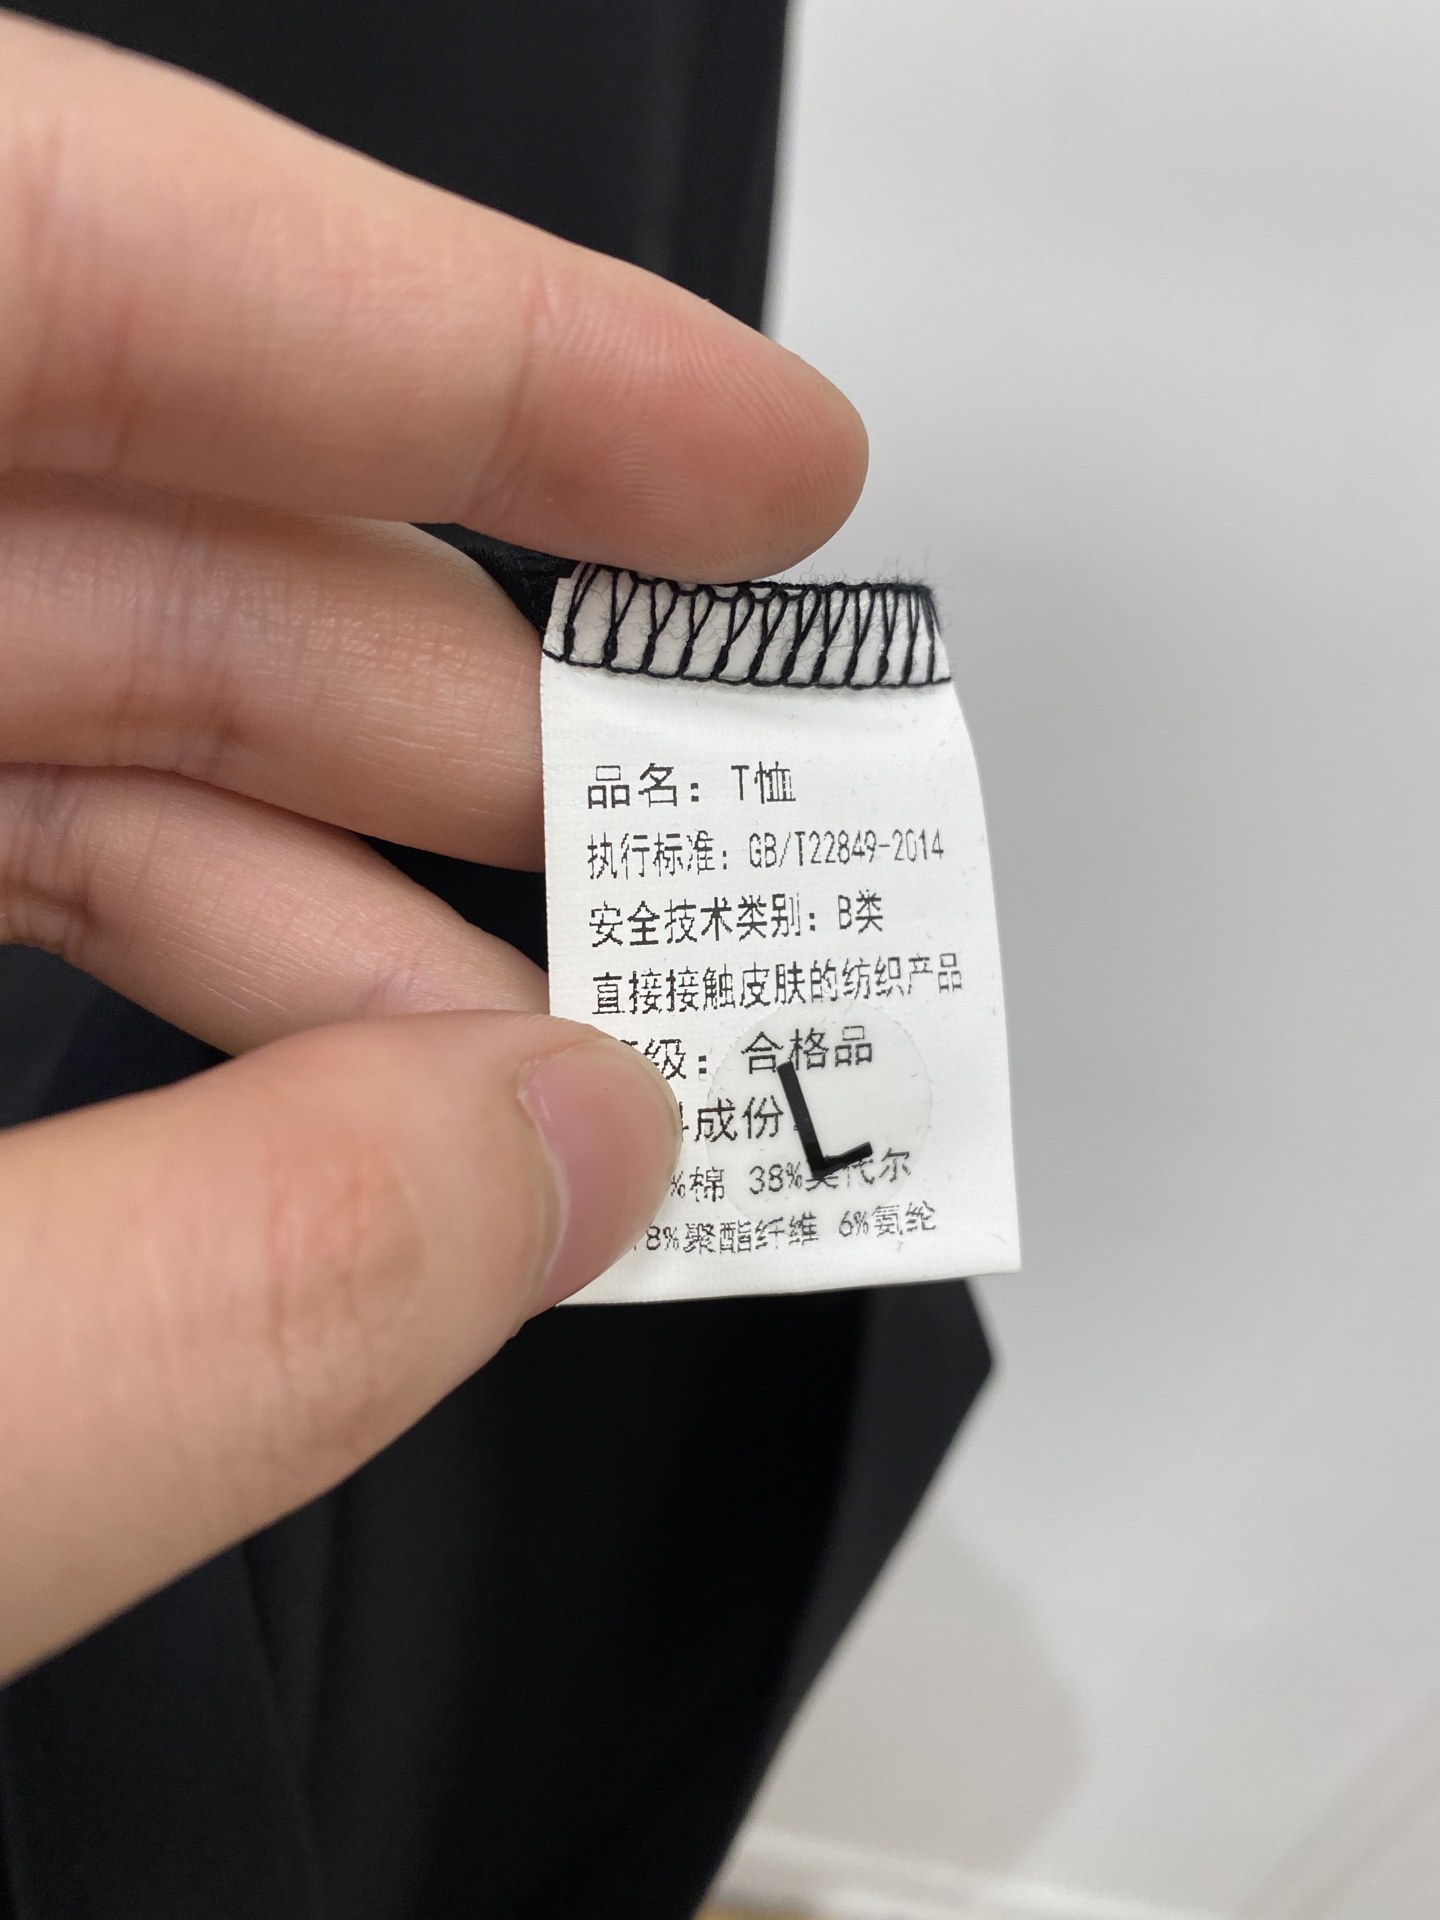 品名：T恤
执行标准：GB/T22849-2014
安全技术类别：B类
直接接触皮肤的纺织产品
级：合格品
成份：
%棉 38%莫代尔
8%聚酯纤维 6%氨纶
L